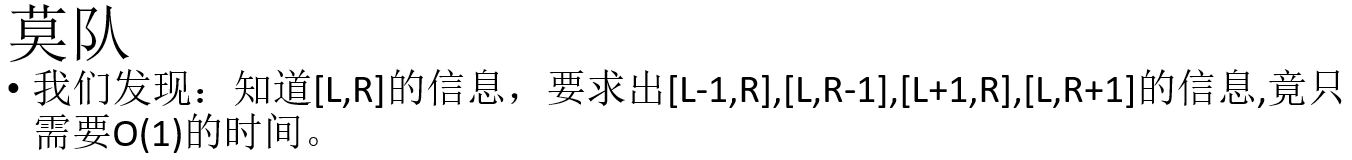 莫队
• 我们发现：知道[L,R]的信息，要求出[L-1,R],[L,R-1],[L+1,R],[L,R+1]的信息,竟只
需要O(1)的时间。